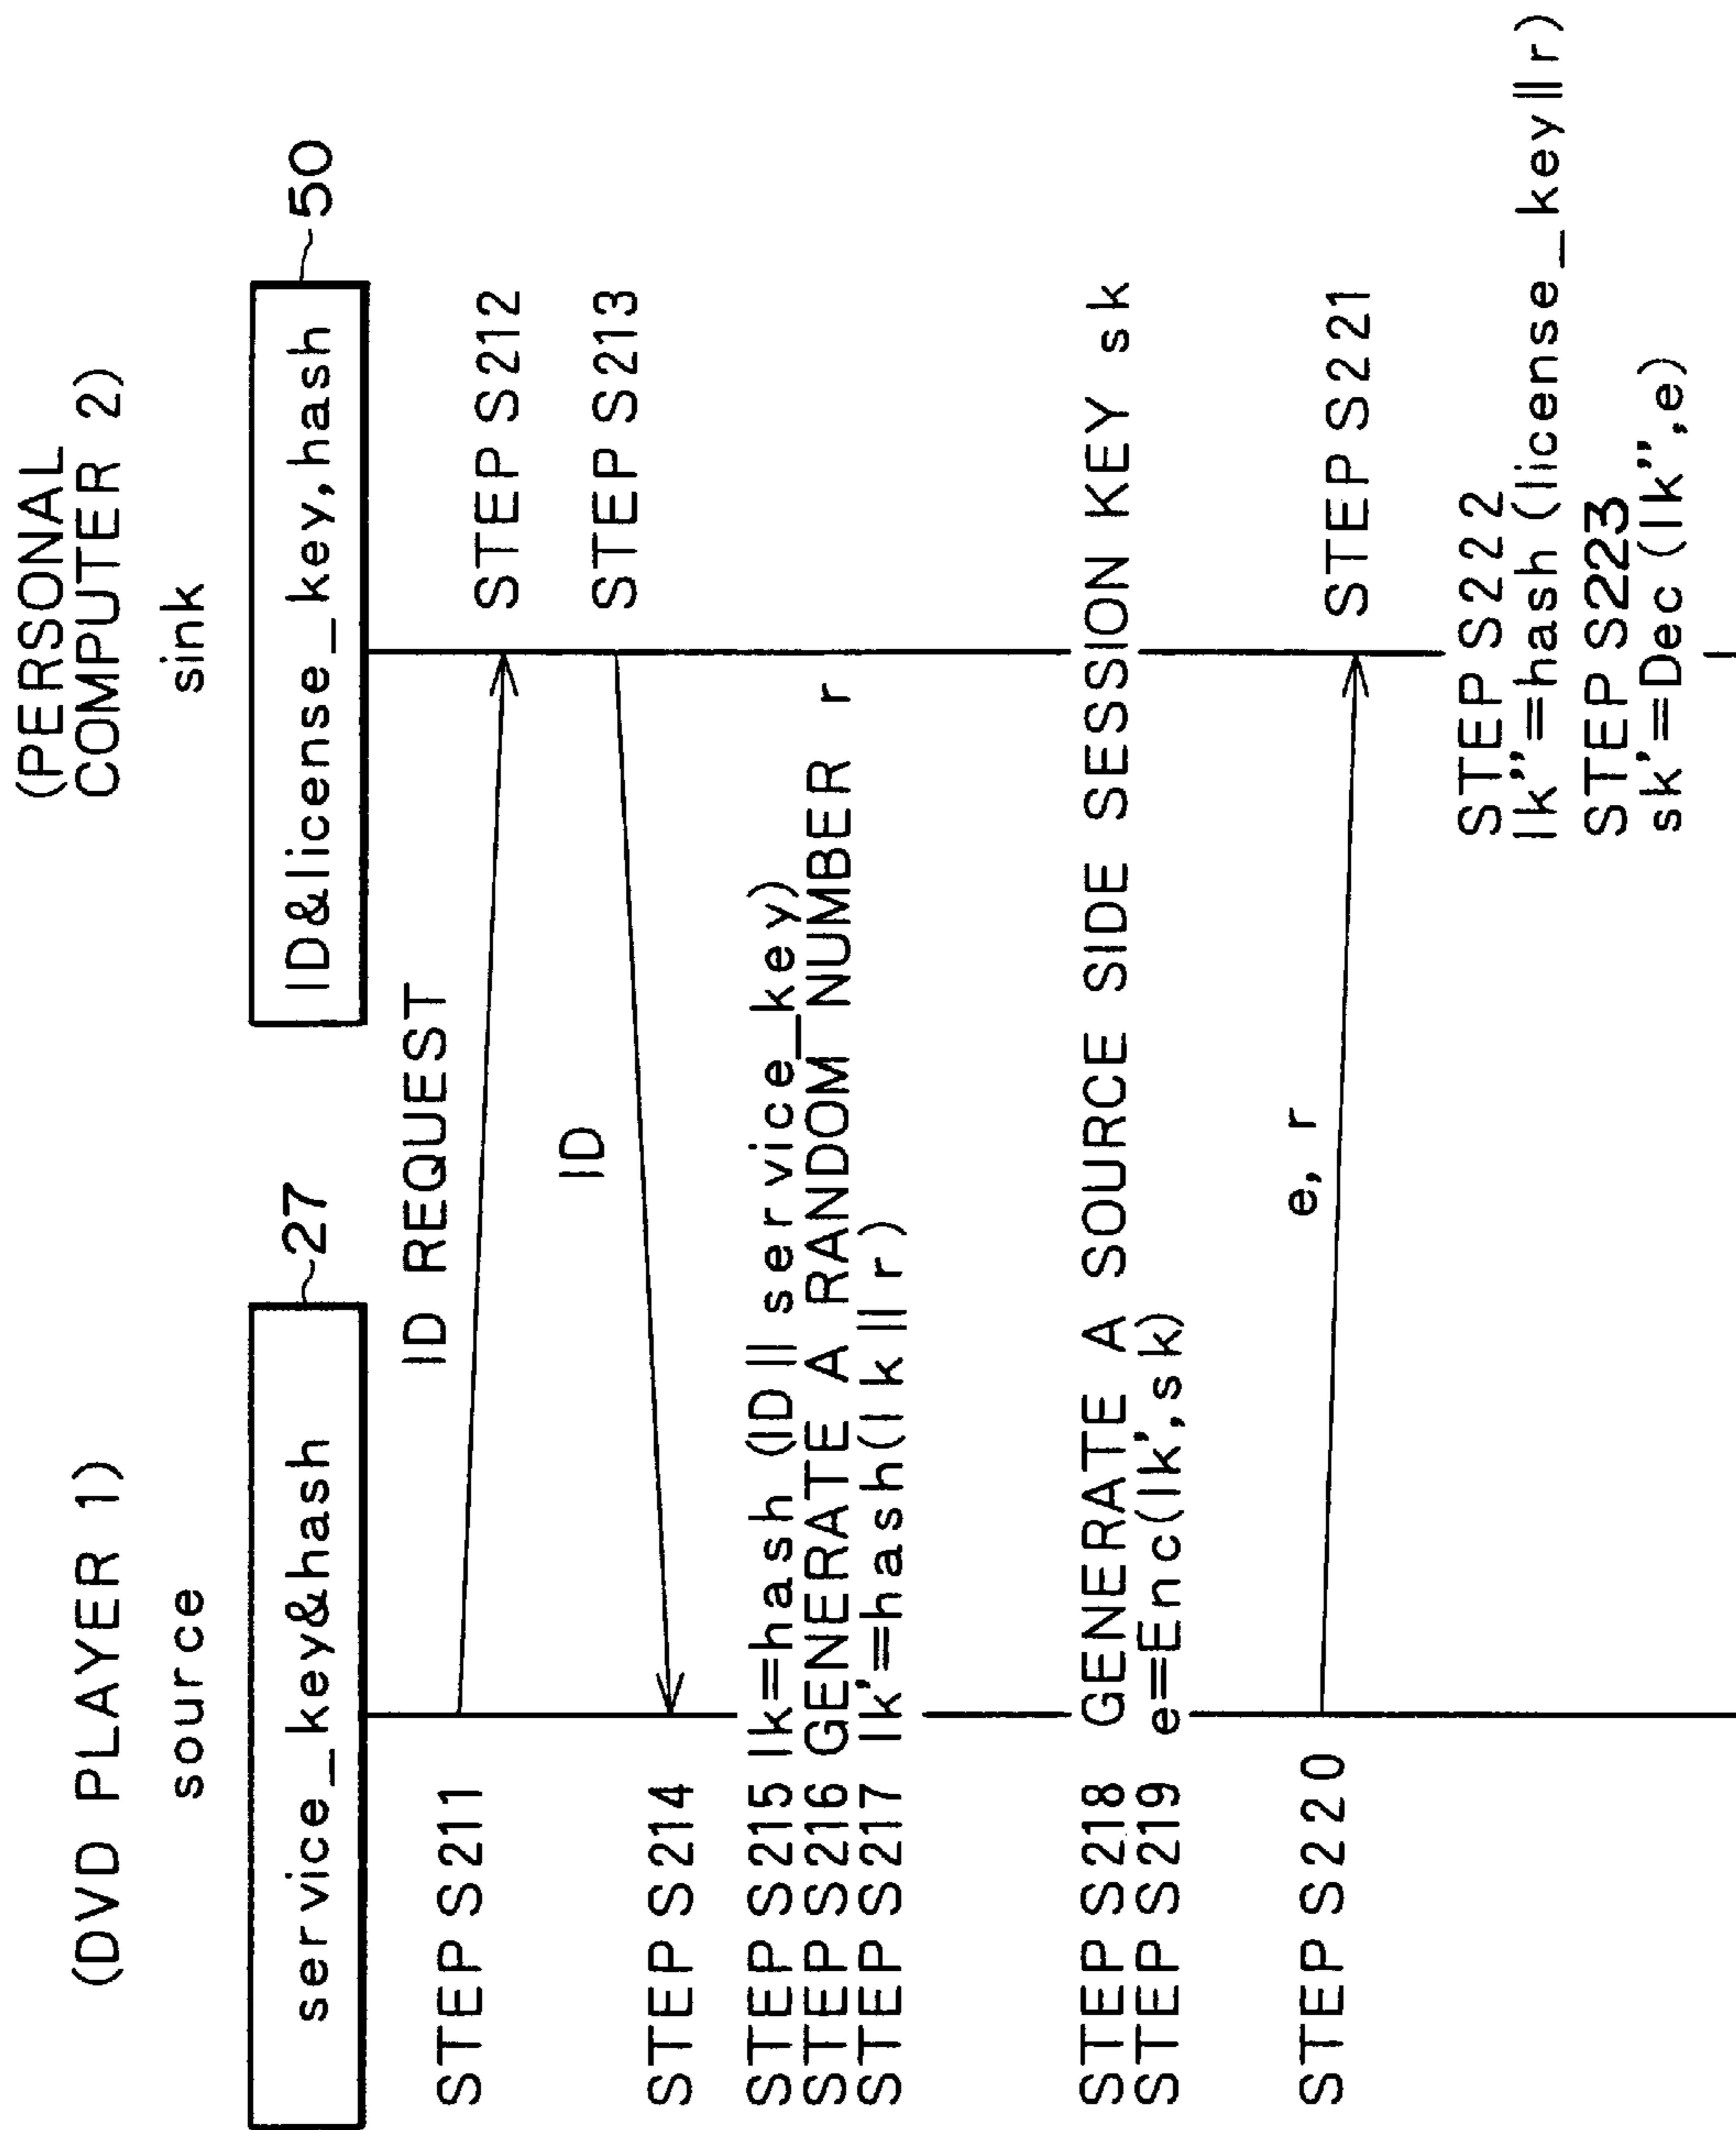 (DVD PLAYER 1)
source
service_key&hash
27
(PERSONAL
COMPUTER 2)
sink
ID&license_key,hash
50
STEP S211
ID REQUEST
STEP S212
ID
STEP S213
STEP S214
STEP S215 lk=hash (ID || service_key)
STEP S216 GENERATE A RANDOM NUMBER r
STEP S217 lk'=hash(lk || r)
STEP S218 GENERATE A SOURCE SIDE SESSION KEY sk
STEP S219 e=Enc(lk',sk)
STEP S220
e, r
STEP S221
STEP S222
lk''=hash (license_key || r)
STEP S223
sk'=Dec (lk'',e)